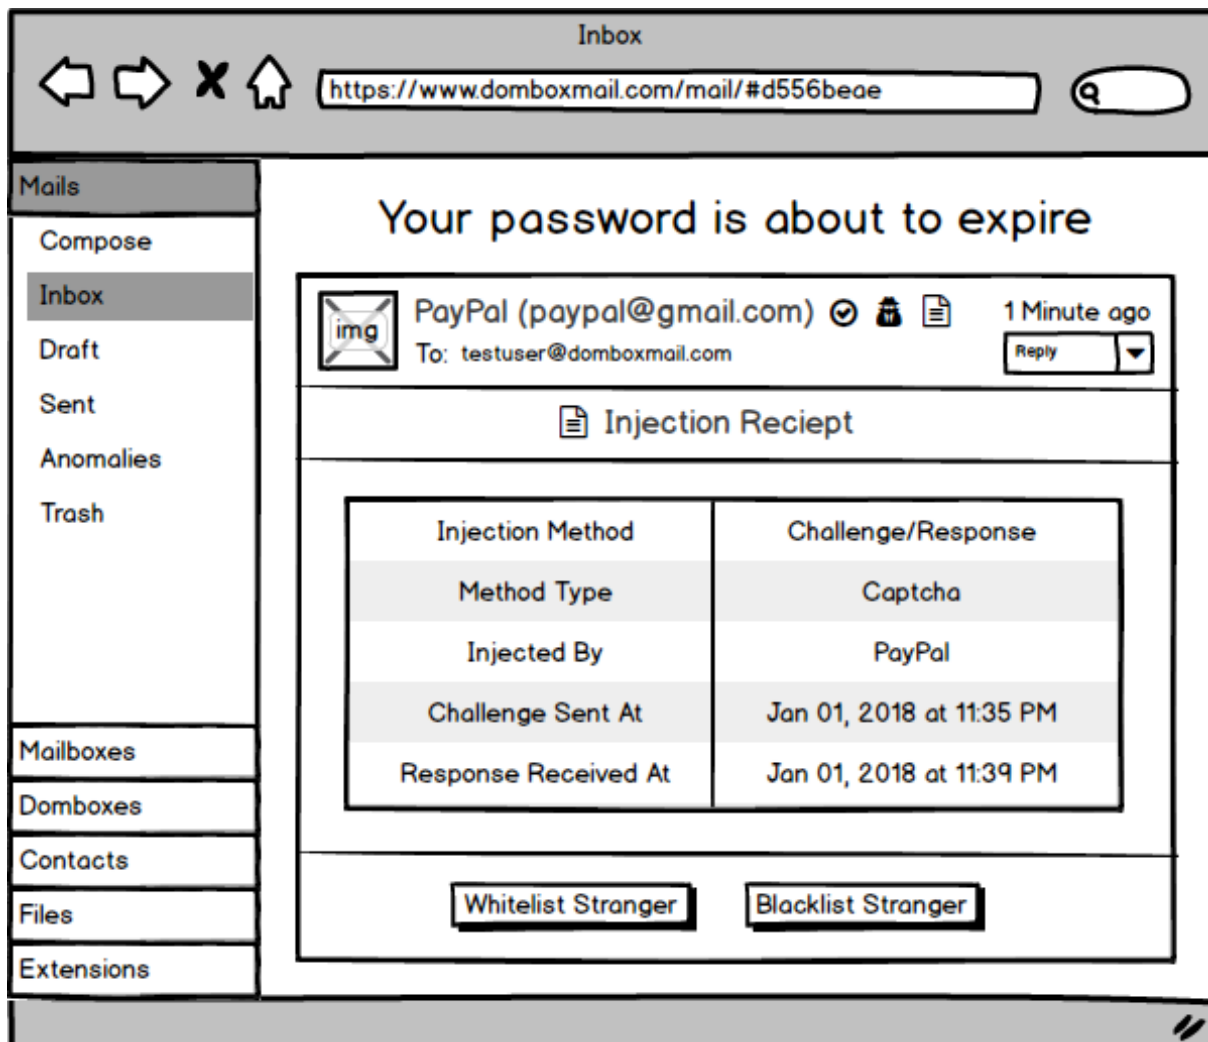 Inbox
https://www.domboxmail.com/mail/#d556beae
Mails
Compose
Inbox
Draft
Sent
Anomalies
Trash
Mailboxes
Domboxes
Contacts
Files
Extensions
Your password is about to expire
img
PayPal (paypal@gmail.com)
1 Minute ago
To: testuser@domboxmail.com
Reply
Injection Reciept
Injection Method Challenge/Response
Method Type Captcha
Injected By PayPal
Challenge Sent At Jan 01, 2018 at 11:35 PM
Response Received At Jan 01, 2018 at 11:39 PM
Whitelist Stranger Blacklist Stranger